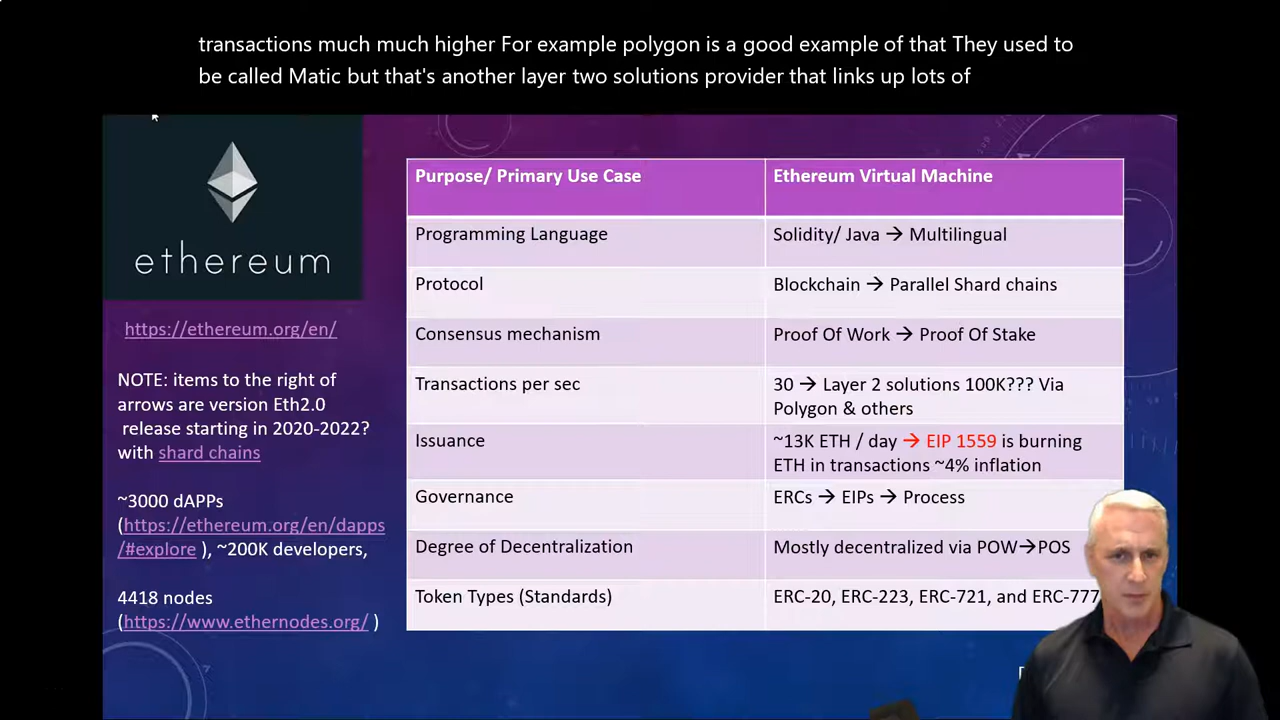 transactions much much higher For example polygon is a good example of that They used to
be called Matic but that's another layer two solutions provider that links up lots of
ethereum
https://ethereum.org/en/
NOTE: items to the right of
arrows are version Eth2.0
release starting in 2020-2022?
with shard chains
~3000 dAPPs
(https://ethereum.org/en/dapps
/#explore ), ~200K developers,
4418 nodes
(https://www.ethernodes.org/ )
Purpose/ Primary Use Case
Ethereum Virtual Machine
Programming Language
Solidity/ Java → Multilingual
Protocol
Blockchain → Parallel Shard chains
Consensus mechanism
Proof Of Work → Proof Of Stake
Transactions per sec
30 → Layer 2 solutions 100K??? Via
Polygon & others
Issuance
~13K ETH / day → EIP 1559 is burning
ETH in transactions ~4% inflation
Governance
ERCs → EIPs → Process
Degree of Decentralization
Mostly decentralized via POW→POS
Token Types (Standards)
ERC-20, ERC-223, ERC-721, and ERC-777